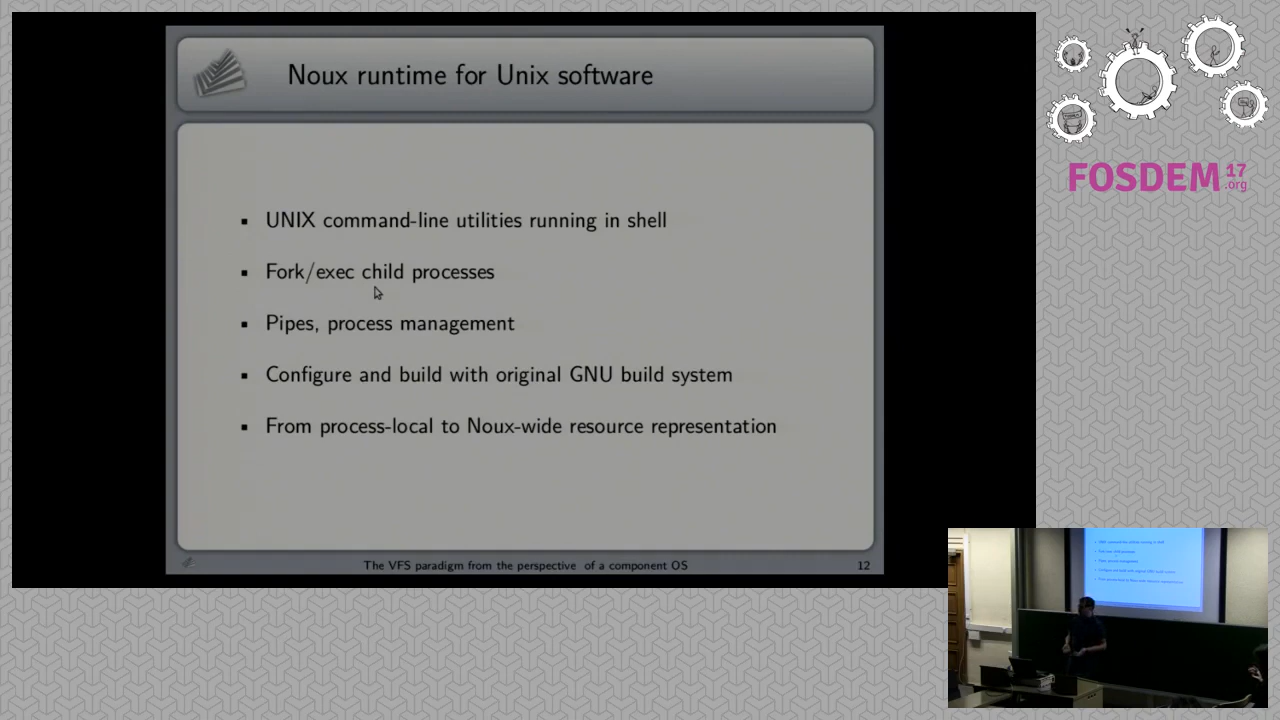 Noux runtime for Unix software
▪ UNIX command-line utilities running in shell
▪ Fork/exec child processes
▪ Pipes, process management
▪ Configure and build with original GNU build system
▪ From process-local to Noux-wide resource representation
The VFS paradigm from the perspective of a component OS
12
FOSDEM 17
.org